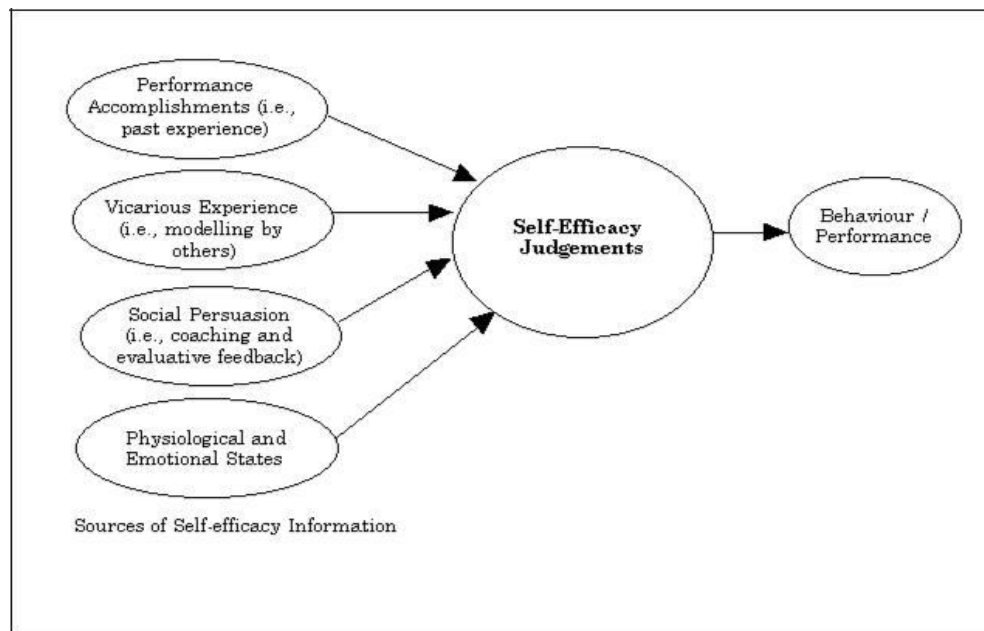 Performance
Accomplishments (i.e.,
past experience)
Vicarious Experience
(i.e., modelling by
others)
Social Persuasion
(i.e., coaching and
evaluative feedback)
Physiological and
Emotional States
Sources of Self-efficacy Information
Self-Efficacy
Judgements
Behaviour /
Performance